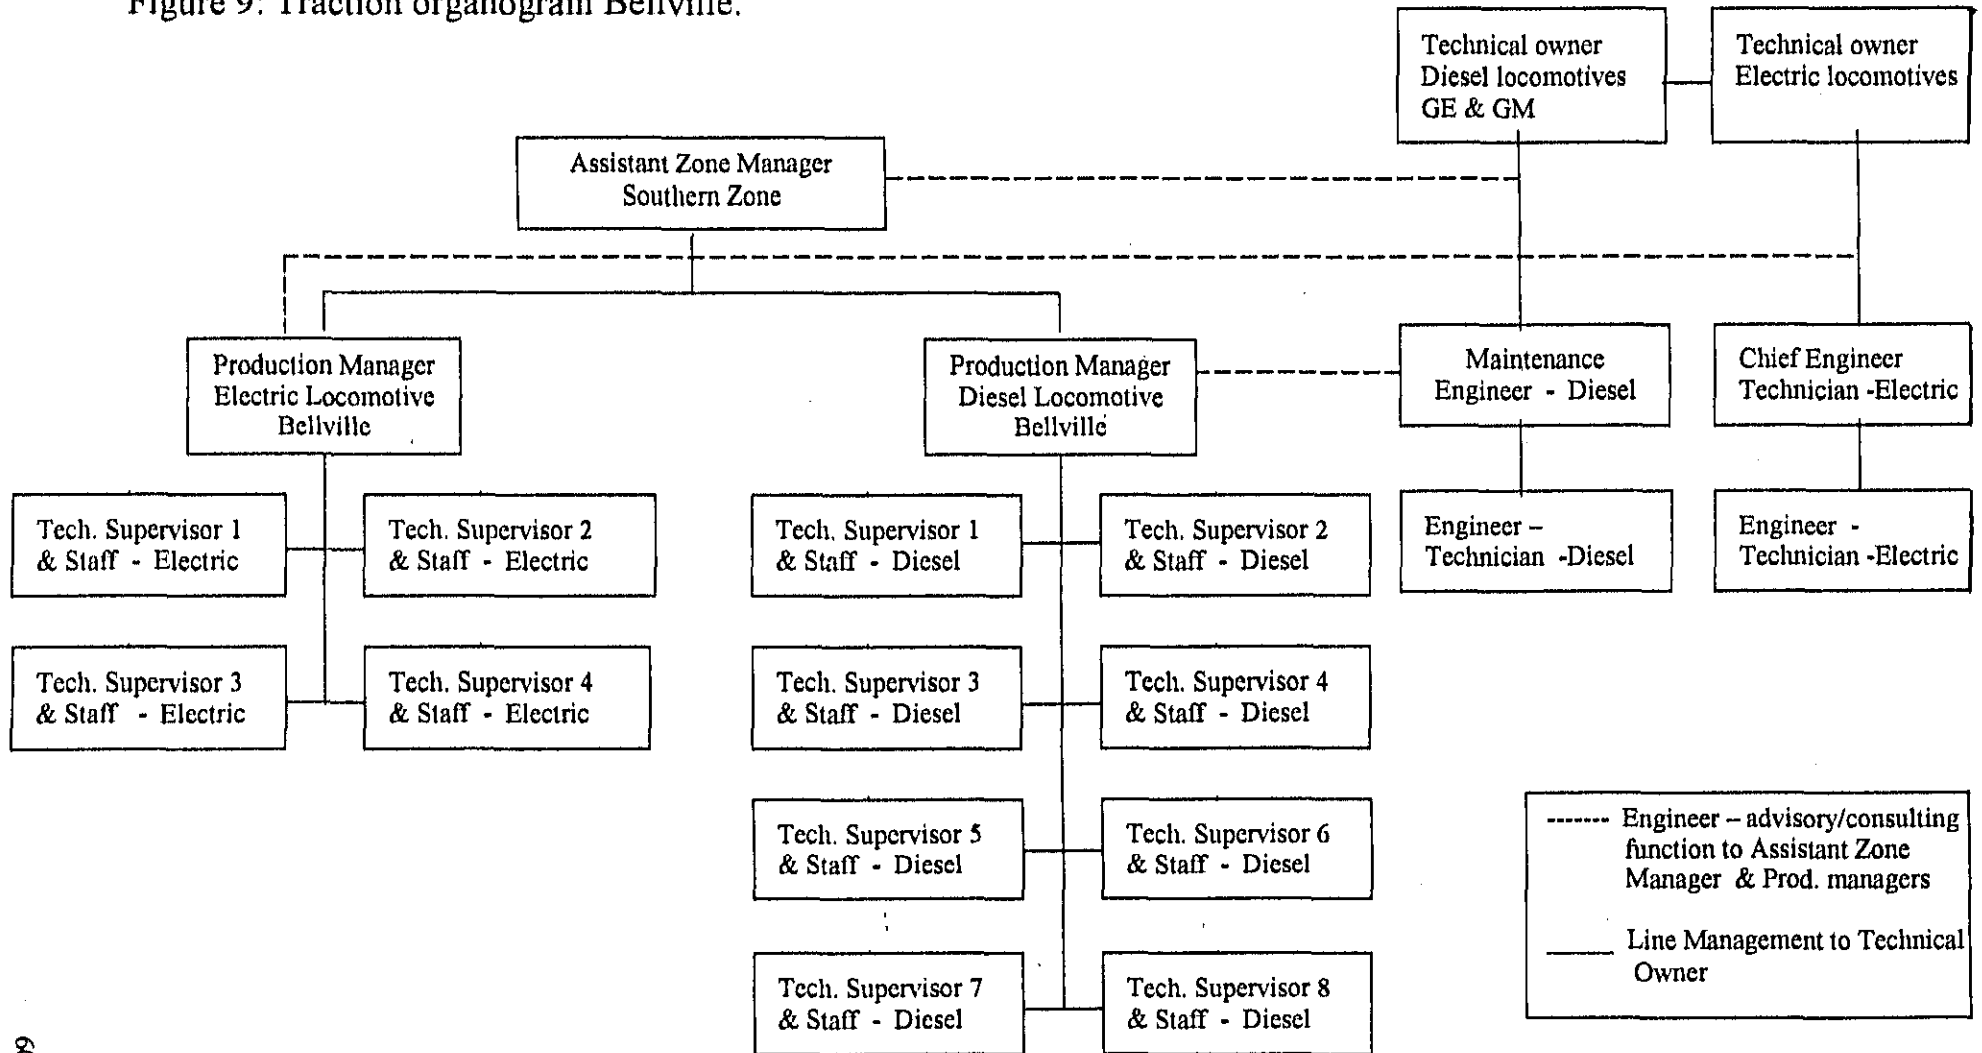 Figure 9: Traction organogram Bellville.
Technical owner
Diesel locomotives
GE & GM
Technical owner
Electric locomotives
Assistant Zone Manager
Southern Zone
Production Manager
Electric Locomotive
Bellville
Production Manager
Diesel Locomotive
Bellville
Maintenance
Engineer - Diesel
Chief Engineer
Technician -Electric
Tech. Supervisor 1
& Staff - Electric
Tech. Supervisor 2
& Staff - Electric
Tech. Supervisor 1
& Staff - Diesel
Tech. Supervisor 2
& Staff - Diesel
Engineer –
Technician -Diesel
Engineer -
Technician -Electric
Tech. Supervisor 3
& Staff - Electric
Tech. Supervisor 4
& Staff - Electric
Tech. Supervisor 3
& Staff - Diesel
Tech. Supervisor 4
& Staff - Diesel
Tech. Supervisor 5
& Staff - Diesel
Tech. Supervisor 6
& Staff - Diesel
Tech. Supervisor 7
& Staff - Diesel
Tech. Supervisor 8
& Staff - Diesel
------- Engineer – advisory/consulting
function to Assistant Zone
Manager & Prod. managers
Line Management to Technical
Owner